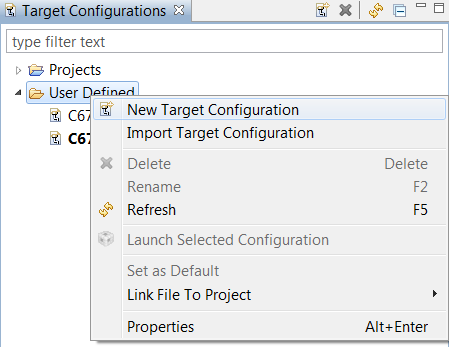 Target Configurations
type filter text
Projects
User Defined
C67
C67
New Target Configuration
Import Target Configuration
Delete Delete
Rename F2
Refresh F5
Launch Selected Configuration
Set as Default
Link File To Project
Properties Alt+Enter